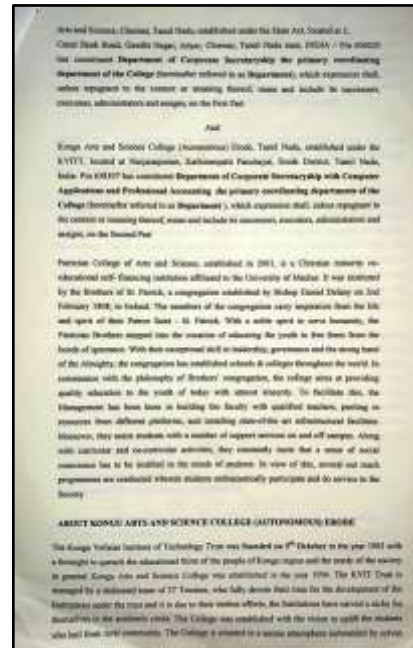 Arts and Science, Chennai, Tamil Nadu, established under the State Act, located at 2,
Canal Bank Road, Gandhi Nagar, Adyar, Chennai, Tamil Nadu state, INDIA – Pin 600020
has constituted Department of Corporate Secretaryship the primary coordinating
department of the College (hereinafter referred to as Department), which expression shall,
unless repugnant to the context or meaning thereof, mean and include its successors,
executors, administrators and assigns, on the First Part
And
Kongu Arts and Science College (Autonomous) Erode, Tamil Nadu, established under the
KVITT, located at Nanjanapuram, Kathirampatti Panchayat, Erode District, Tamil Nadu,
India- Pin 638107 has constituted Department of Corporate Secretaryship with Computer
Applications and Professional Accounting the primary coordinating departments of the
College (hereinafter referred to as Department), which expression shall, unless repugnant to
the context or meaning thereof, mean and include its successors, executors, administrators and
assigns, on the Second Part
Patrician College of Arts and Science, established in 2001, is a Christian minority co-
educational self- financing institution affiliated to the University of Madras. It was instituted
by the Brothers of St. Patrick, a congregation established by Bishop Daniel Delany on 2nd
February 1808, in Ireland. The members of the congregation carry inspiration from the life
and spirit of their Patron Saint - St. Patrick. With a noble spirit to serve humanity, the
Patrician Brothers stepped into the vocation of educating the youth to free them from the
bonds of ignorance. With their exceptional skill in leadership, governance and the strong hand
of the Almighty, the congregation has established schools & colleges throughout the world. In
consonance with the philosophy of Brothers' congregation, the college aims at providing
quality education to the youth of today with utmost sincerity. To facilitate this, the
Management has been keen in building the faculty with qualified teachers, pooling in
resources from different platforms, and installing state-of-the art infrastructural facilities.
Moreover, they assist students with a number of support services on and off campus. Along
with curricular and co-curricular activities, they constantly insist that a sense of social
conscience has to be instilled in the minds of students. In view of this, several out reach
programmes are conducted wherein students enthusiastically participate and do service to the
Society.
ABOUT KONGU ARTS AND SCIENCE COLLEGE (AUTONOMOUS) ERODE
The Kongu Vellalar Institute of Technology Trust was founded on October in the year 1983 with
a foresight to quench the educational thirst of the people of Kongu region and the needs of the society
in general. Kongu Arts and Science College was established in the year 1994. The KVIT Trust is
managed by a dedicated team of Trustees, who fully devote their time for the development of the
Institutions under the trust and it is due to their tireless efforts, the Institutions have carved a niche for
themselves in the academic circle. The College was established with the vision to uplift the students
who hail from rural community. The College is situated in a serene atmosphere surrounded by